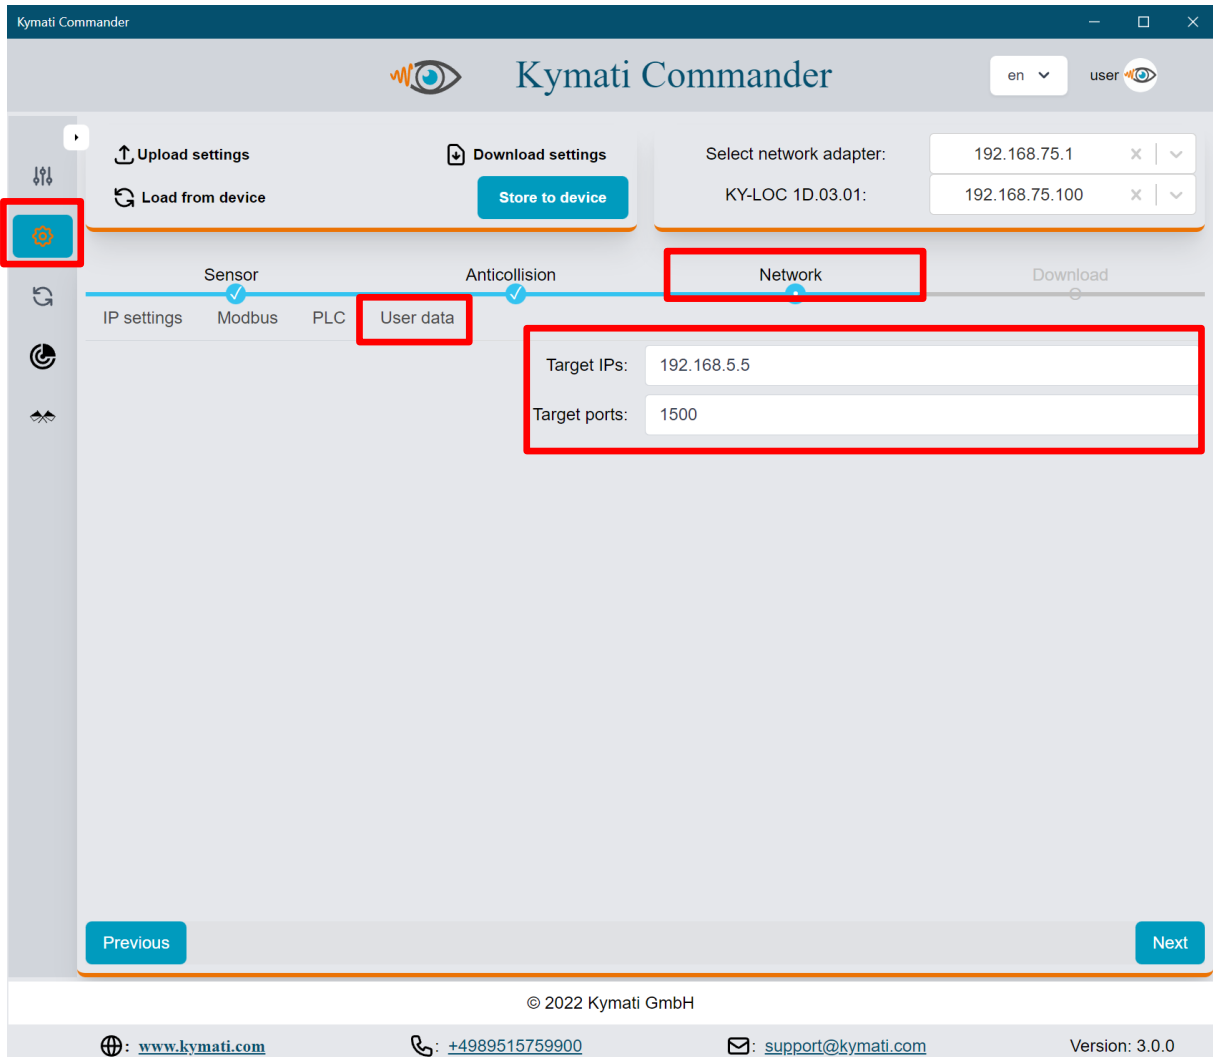 Kymati Commander
Kymati Commander
en
user
Upload settings
Download settings
Select network adapter:
192.168.75.1
Load from device
Store to device
KY-LOC 1D.03.01:
192.168.75.100
Sensor
Anticollision
Network
Download
IP settings
Modbus
PLC
User data
Target IPs:
192.168.5.5
Target ports:
1500
Previous
Next
© 2022 Kymati GmbH
: www.kymati.com
: +4989515759900
: support@kymati.com
Version: 3.0.0